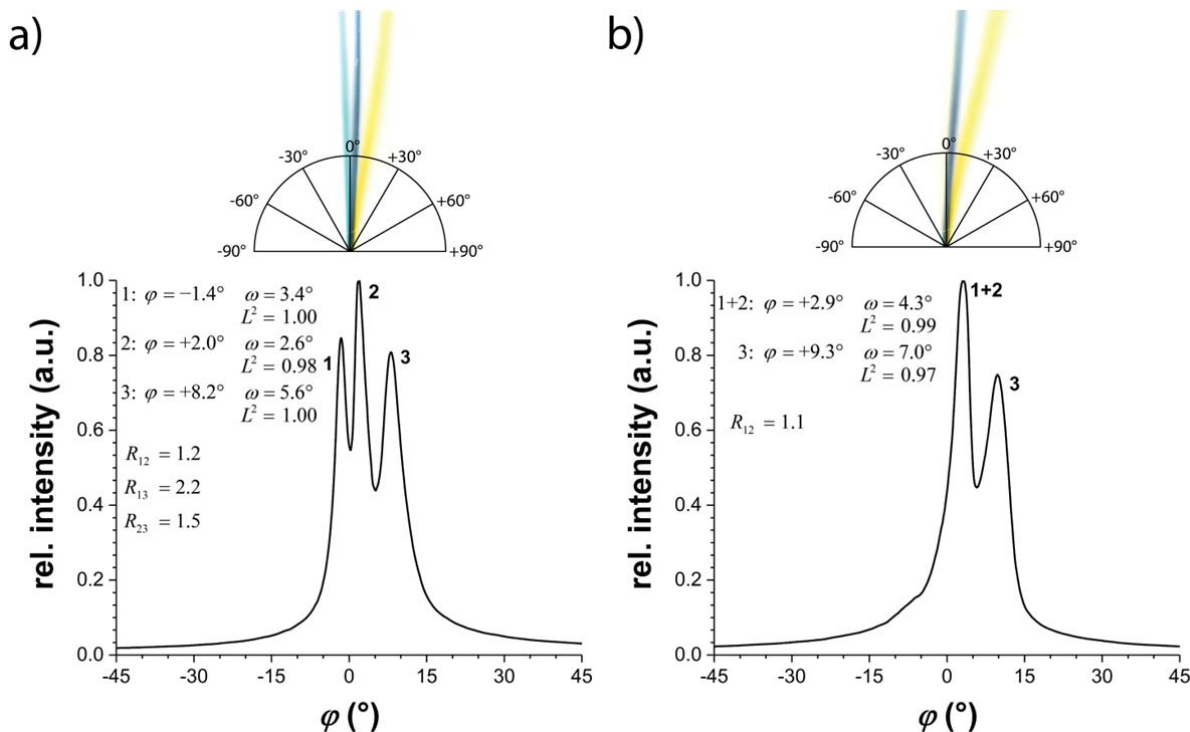 a)
0°
-30° +30°
-60° +60°
-90° +90°
1.0
0.8
0.6
0.4
0.2
0.0
rel. intensity (a.u.)
1: φ = −1.4° ω = 3.4°
L² = 1.00
2: φ = +2.0° ω = 2.6°
L² = 0.98
3: φ = +8.2° ω = 5.6°
L² = 1.00
R₁₂ = 1.2
R₁₃ = 2.2
R₂₃ = 1.5
2
1
3
-45 -30 -15 0 15 30 45
φ (°)
b)
0°
-30° +30°
-60° +60°
-90° +90°
1.0
0.8
0.6
0.4
0.2
0.0
rel. intensity (a.u.)
1+2: φ = +2.9° ω = 4.3°
L² = 0.99
3: φ = +9.3° ω = 7.0°
L² = 0.97
R₁₂ = 1.1
1+2
3
-45 -30 -15 0 15 30 45
φ (°)